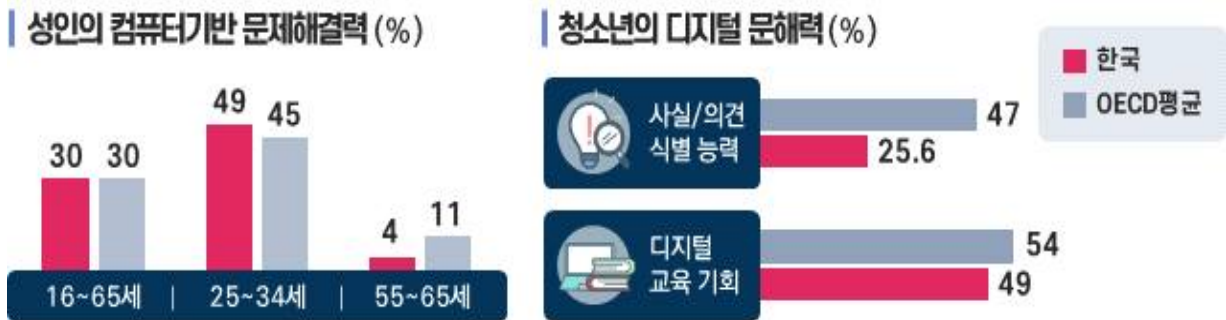 성인의 컴퓨터기반 문제해결력 (%)
30 30
49 45
4 11
16~65세 | 25~34세 | 55~65세
청소년의 디지털 문해력 (%)
사실/의견
식별 능력
47
25.6
디지털
교육 기회
54
49
한국
OECD평균